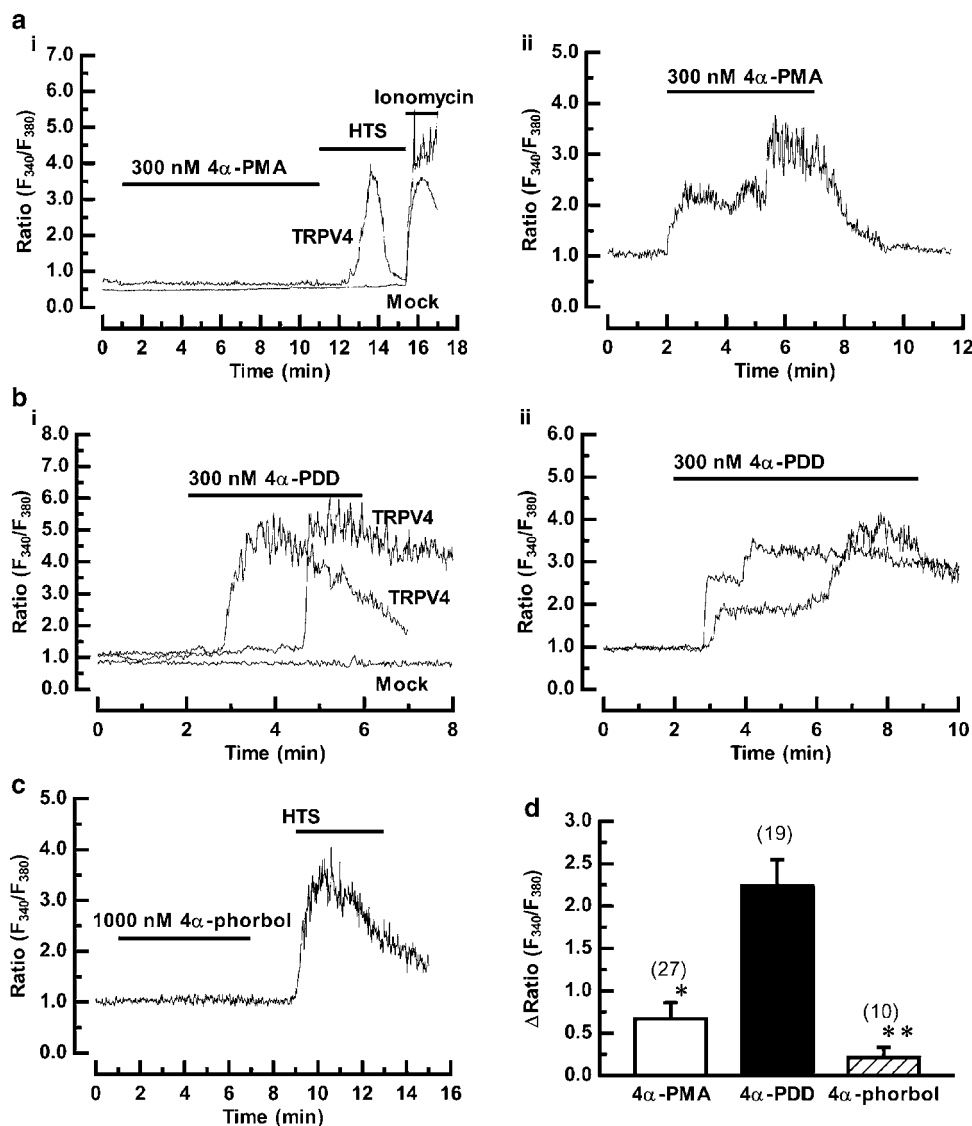 a
i
Ratio (F340/F380)
7.0
6.0
5.0
4.0
3.0
2.0
1.0
0.0
300 nM 4α-PMA
HTS
Ionomycin
TRPV4
Mock
0 2 4 6 8 10 12 14 16 18
Time (min)
ii
Ratio (F340/F380)
5.0
4.0
3.0
2.0
1.0
0.0
300 nM 4α-PMA
0 2 4 6 8 10 12
Time (min)
b
i
Ratio (F340/F380)
8.0
7.0
6.0
5.0
4.0
3.0
2.0
1.0
0.0
300 nM 4α-PDD
TRPV4
TRPV4
Mock
0 2 4 6 8
Time (min)
ii
Ratio (F340/F380)
6.0
5.0
4.0
3.0
2.0
1.0
0.0
300 nM 4α-PDD
0 2 4 6 8 10
Time (min)
c
Ratio (F340/F380)
5.0
4.0
3.0
2.0
1.0
0.0
HTS
1000 nM 4α-phorbol
0 2 4 6 8 10 12 14 16
Time (min)
d
ΔRatio (F340/F380)
3.0
2.5
2.0
1.5
1.0
0.5
0.0
(27)
*
(19)
(10)
**
4α-PMA 4α-PDD 4α-phorbol